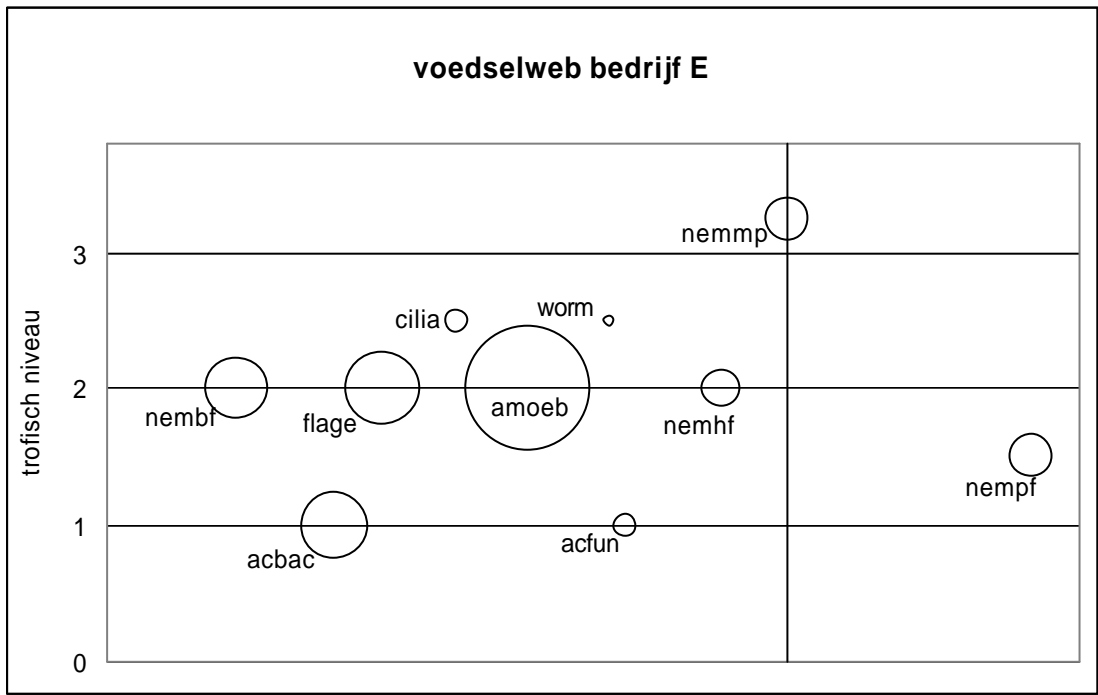 voedselweb bedrijf E
trofisch niveau
3
2
1
0
nemmp
cilia
worm
nembf
flage
amoeb
nemhf
nempf
acbac
acfun